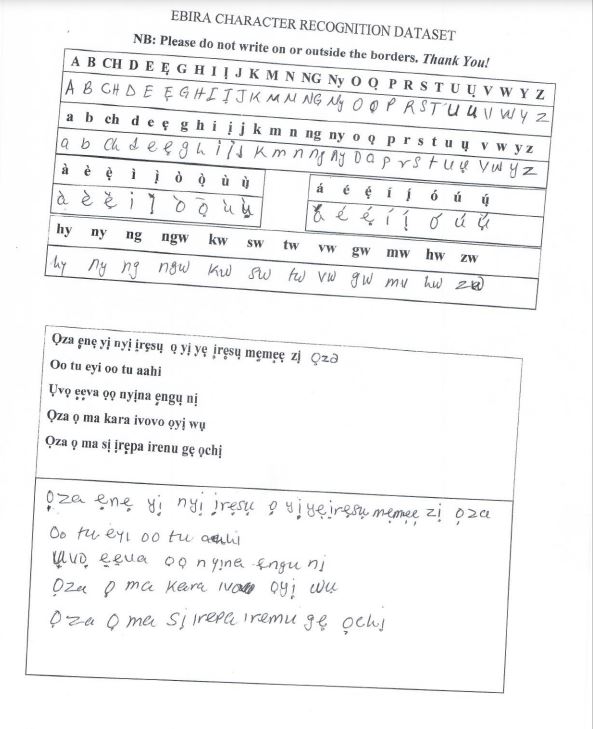 EBIRA CHARACTER RECOGNITION DATASET
NB: Please do not write on or outside the borders. Thank You!
A B CH D E Ẹ G H I Ị J K M N NG Ny O Ọ P R S T U Ụ V W Y Z
A B CH D E Ẹ G H I Ị J K M N NG Ny O Ọ P R S T U Ụ V W Y Z
a b ch d e ẹ g h i ị j k m n ng ny o ọ p r s t u ụ v w y z
a b ch d e ẹ g h i ị j k m n ng ny o ọ p r s t u ụ v w y z
à è ẹ̀ ì ị̀ ò ọ̀ ù ụ̀
à è ẹ̀ ì ị̀ ò ọ̀ ù ụ̀
á é ẹ́ í ị́ ó ú ụ́
á é ẹ́ í ị́ ó ú ụ́
hy ny ng ngw kw sw tw vw gw mw hw zw
hy ny ng ngw kw sw tw vw gw mw hw zw
Ọza ẹnẹ yị nyị ịrẹsụ ọ yị yẹ ịrẹsụ mẹmẹẹ zị ọza
Oo tu eyi oo tu aahi
Ụvọ ẹẹva ọọ nyịna ẹngụ nị
Ọza ọ ma kara ivovo ọyị wụ
Ọza ọ ma sị ịrẹpa irenu gẹ ọchị
Ọza ẹnẹ yị nyị ịrẹsụ ọ yị yẹ ịrẹsụ mẹmẹẹ zị ọza
Oo tu eyi oo tu aahi
Ụvọ ẹẹva ọọ nyịna ẹngu nị
Ọza ọ ma kara ivovo ọyị wụ
Ọza ọ ma sị irepa iremu gẹ ọchị